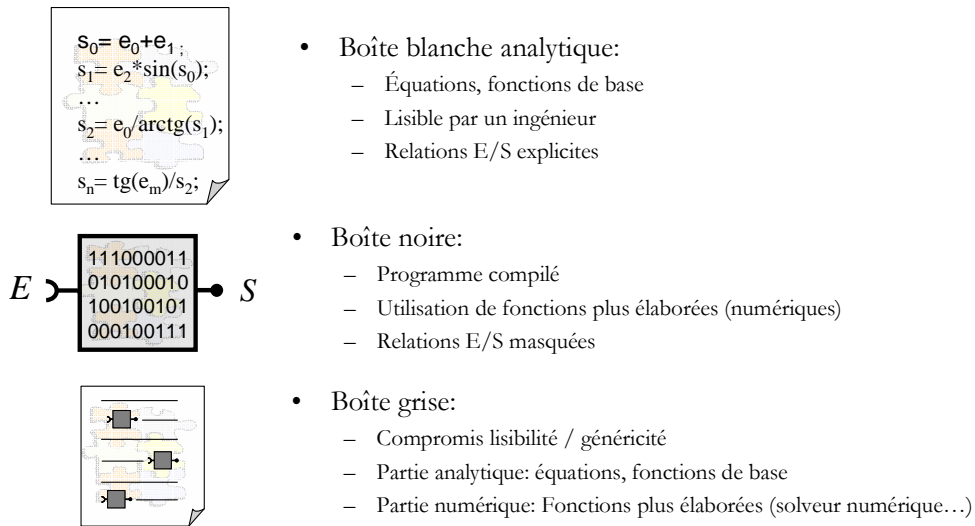 s0= e0+e1 ;
s1= e2*sin(s0);
…
s2= e0/arctg(s1);
…
sn= tg(em)/s2;
• Boîte blanche analytique:
– Équations, fonctions de base
– Lisible par un ingénieur
– Relations E/S explicites
E
111000011
010100010
100100101
000100111
S
• Boîte noire:
– Programme compilé
– Utilisation de fonctions plus élaborées (numériques)
– Relations E/S masquées
• Boîte grise:
– Compromis lisibilité / généricité
– Partie analytique: équations, fonctions de base
– Partie numérique: Fonctions plus élaborées (solveur numérique…)